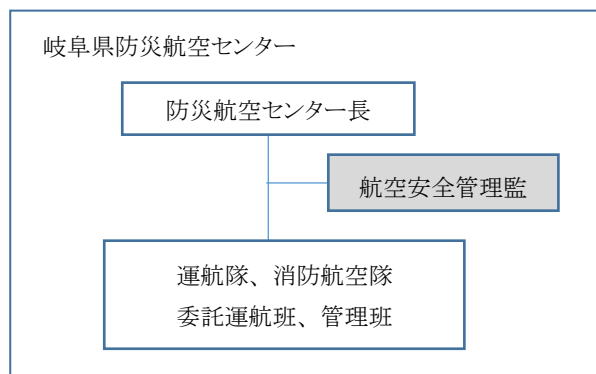 岐阜県防災航空センター
防災航空センター長
航空安全管理監
運航隊、消防航空隊
委託運航班、管理班